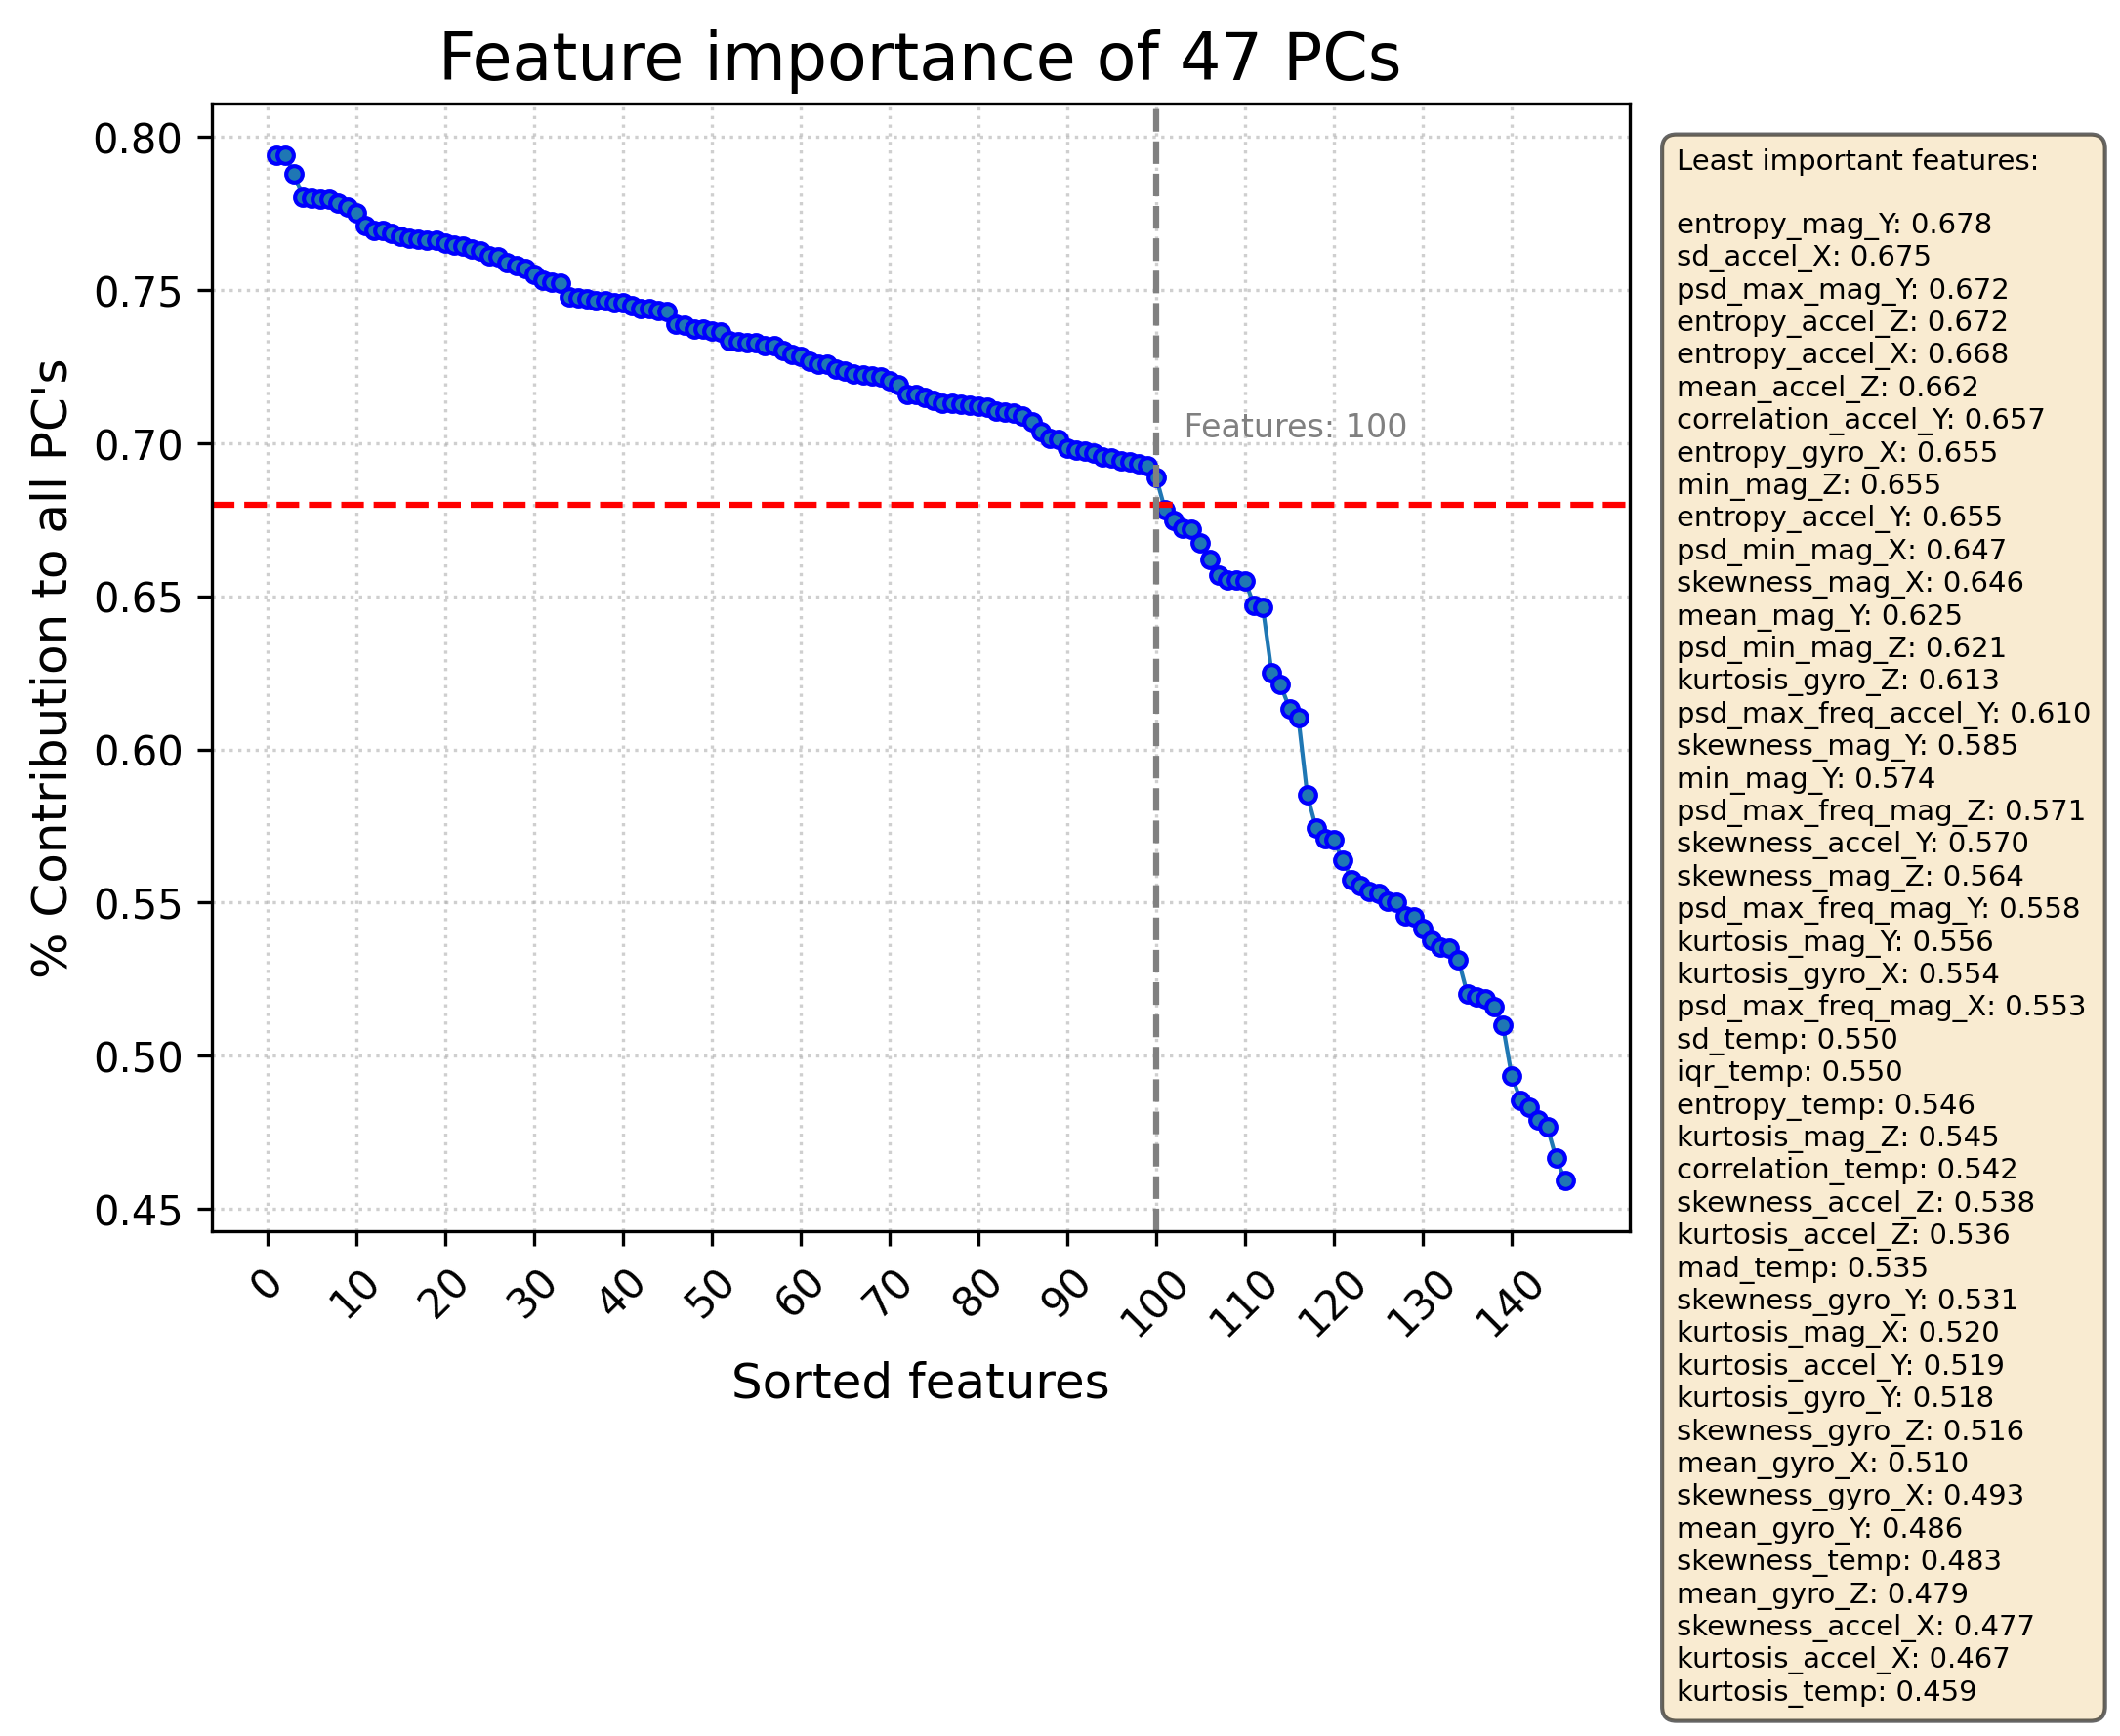 Feature importance of 47 PCs
% Contribution to all PC's
0.80
0.75
0.70
0.65
0.60
0.55
0.50
0.45
Features: 100
0 10 20 30 40 50 60 70 80 90 100 110 120 130 140
Sorted features
Least important features:
entropy_mag_Y: 0.678
sd_accel_X: 0.675
psd_max_mag_Y: 0.672
entropy_accel_Z: 0.672
entropy_accel_X: 0.668
mean_accel_Z: 0.662
correlation_accel_Y: 0.657
entropy_gyro_X: 0.655
min_mag_Z: 0.655
entropy_accel_Y: 0.655
psd_min_mag_X: 0.647
skewness_mag_X: 0.646
mean_mag_Y: 0.625
psd_min_mag_Z: 0.621
kurtosis_gyro_Z: 0.613
psd_max_freq_accel_Y: 0.610
skewness_mag_Y: 0.585
min_mag_Y: 0.574
psd_max_freq_mag_Z: 0.571
skewness_accel_Y: 0.570
skewness_mag_Z: 0.564
psd_max_freq_mag_Y: 0.558
kurtosis_mag_Y: 0.556
kurtosis_gyro_X: 0.554
psd_max_freq_mag_X: 0.553
sd_temp: 0.550
iqr_temp: 0.550
entropy_temp: 0.546
kurtosis_mag_Z: 0.545
correlation_temp: 0.542
skewness_accel_Z: 0.538
kurtosis_accel_Z: 0.536
mad_temp: 0.535
skewness_gyro_Y: 0.531
kurtosis_mag_X: 0.520
kurtosis_accel_Y: 0.519
kurtosis_gyro_Y: 0.518
skewness_gyro_Z: 0.516
mean_gyro_X: 0.510
skewness_gyro_X: 0.493
mean_gyro_Y: 0.486
skewness_temp: 0.483
mean_gyro_Z: 0.479
skewness_accel_X: 0.477
kurtosis_accel_X: 0.467
kurtosis_temp: 0.459